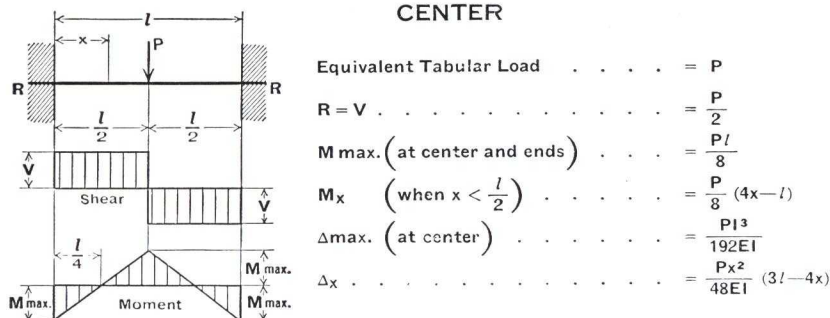 CENTER
l
x
P
R
R
l/2
l/2
V
Shear
V
l/4
M max.
M max.
Moment
M max.
Equivalent Tabular Load . . . . = P
R = V . . . . . . . . . . . = P/2
M max. (at center and ends) . . . = Pl/8
Mx (when x < l/2) . . . . . = P/8 (4x—l)
Δmax. (at center) . . . . . . = Pl³/192EI
Δx . . . . . . . . . . . . = Px²/48EI (3l—4x)